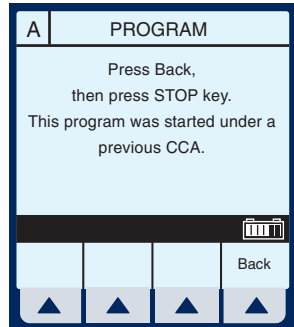 A PROGRAM
Press Back,
then press STOP key.
This program was started under a
previous CCA.
Back